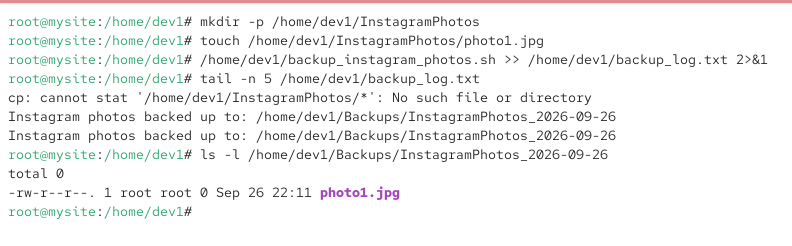 root@mysite:/home/dev1# mkdir -p /home/dev1/InstagramPhotos
root@mysite:/home/dev1# touch /home/dev1/InstagramPhotos/photo1.jpg
root@mysite:/home/dev1# /home/dev1/backup_instagram_photos.sh >> /home/dev1/backup_log.txt 2>&1
root@mysite:/home/dev1# tail -n 5 /home/dev1/backup_log.txt
cp: cannot stat '/home/dev1/InstagramPhotos/*': No such file or directory
Instagram photos backed up to: /home/dev1/Backups/InstagramPhotos_2026-09-26
Instagram photos backed up to: /home/dev1/Backups/InstagramPhotos_2026-09-26
root@mysite:/home/dev1# ls -l /home/dev1/Backups/InstagramPhotos_2026-09-26
total 0
-rw-r--r--. 1 root root 0 Sep 26 22:11 photo1.jpg
root@mysite:/home/dev1#